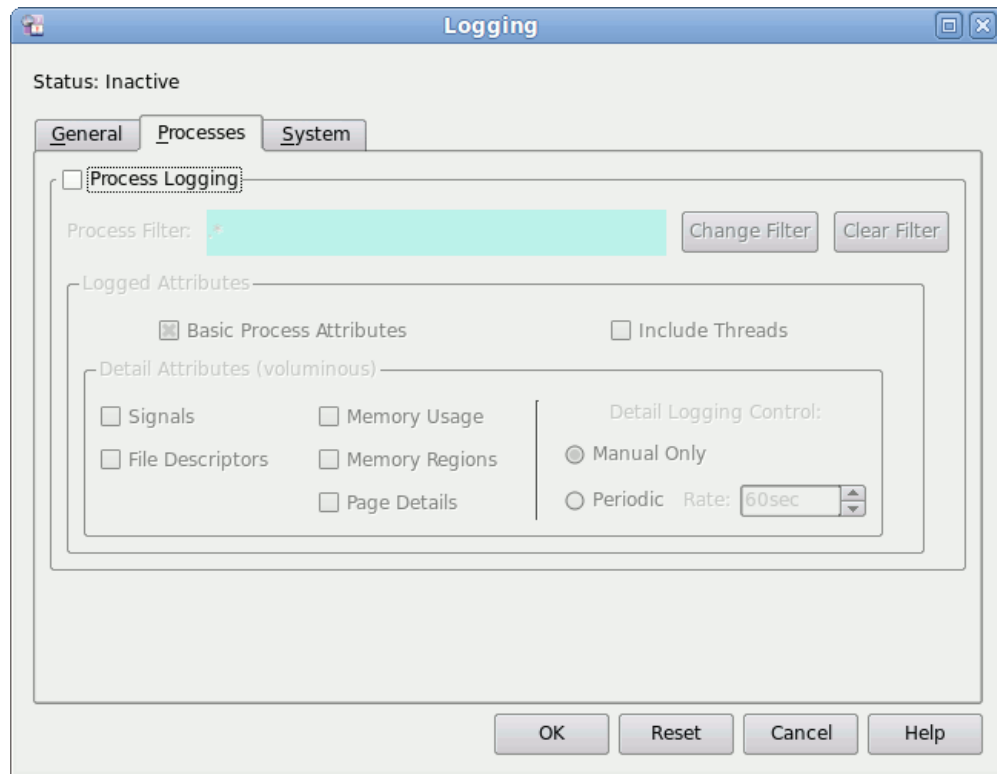 Logging
Status: Inactive
General Processes System
Process Logging
Process Filter: .* Change Filter Clear Filter
Logged Attributes
Basic Process Attributes Include Threads
Detail Attributes (voluminous)
Signals Memory Usage Detail Logging Control:
File Descriptors Memory Regions Manual Only
Page Details Periodic Rate: 60sec
OK Reset Cancel Help